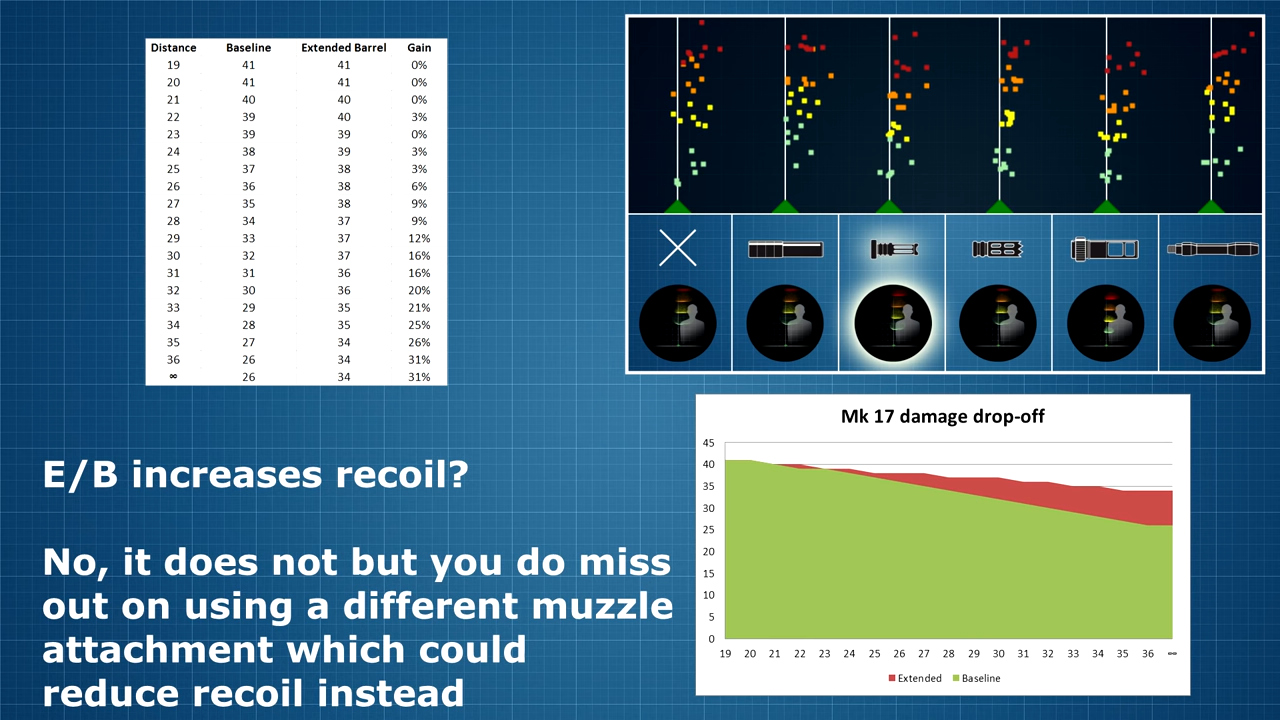 Distance Baseline Extended Barrel Gain
19 41 41 0%
20 41 41 0%
21 40 40 0%
22 39 40 3%
23 39 39 0%
24 38 39 3%
25 37 38 3%
26 36 38 6%
27 35 38 9%
28 34 37 9%
29 33 37 12%
30 32 37 16%
31 31 36 16%
32 30 36 20%
33 29 35 21%
34 28 35 25%
35 27 34 26%
36 26 34 31%
∞ 26 34 31%
E/B increases recoil?
No, it does not but you do miss
out on using a different muzzle
attachment which could
reduce recoil instead
Mk 17 damage drop-off
45
40
35
30
25
20
15
10
5
0
19 20 21 22 23 24 25 26 27 28 29 30 31 32 33 34 35 36 ∞
Extended Baseline